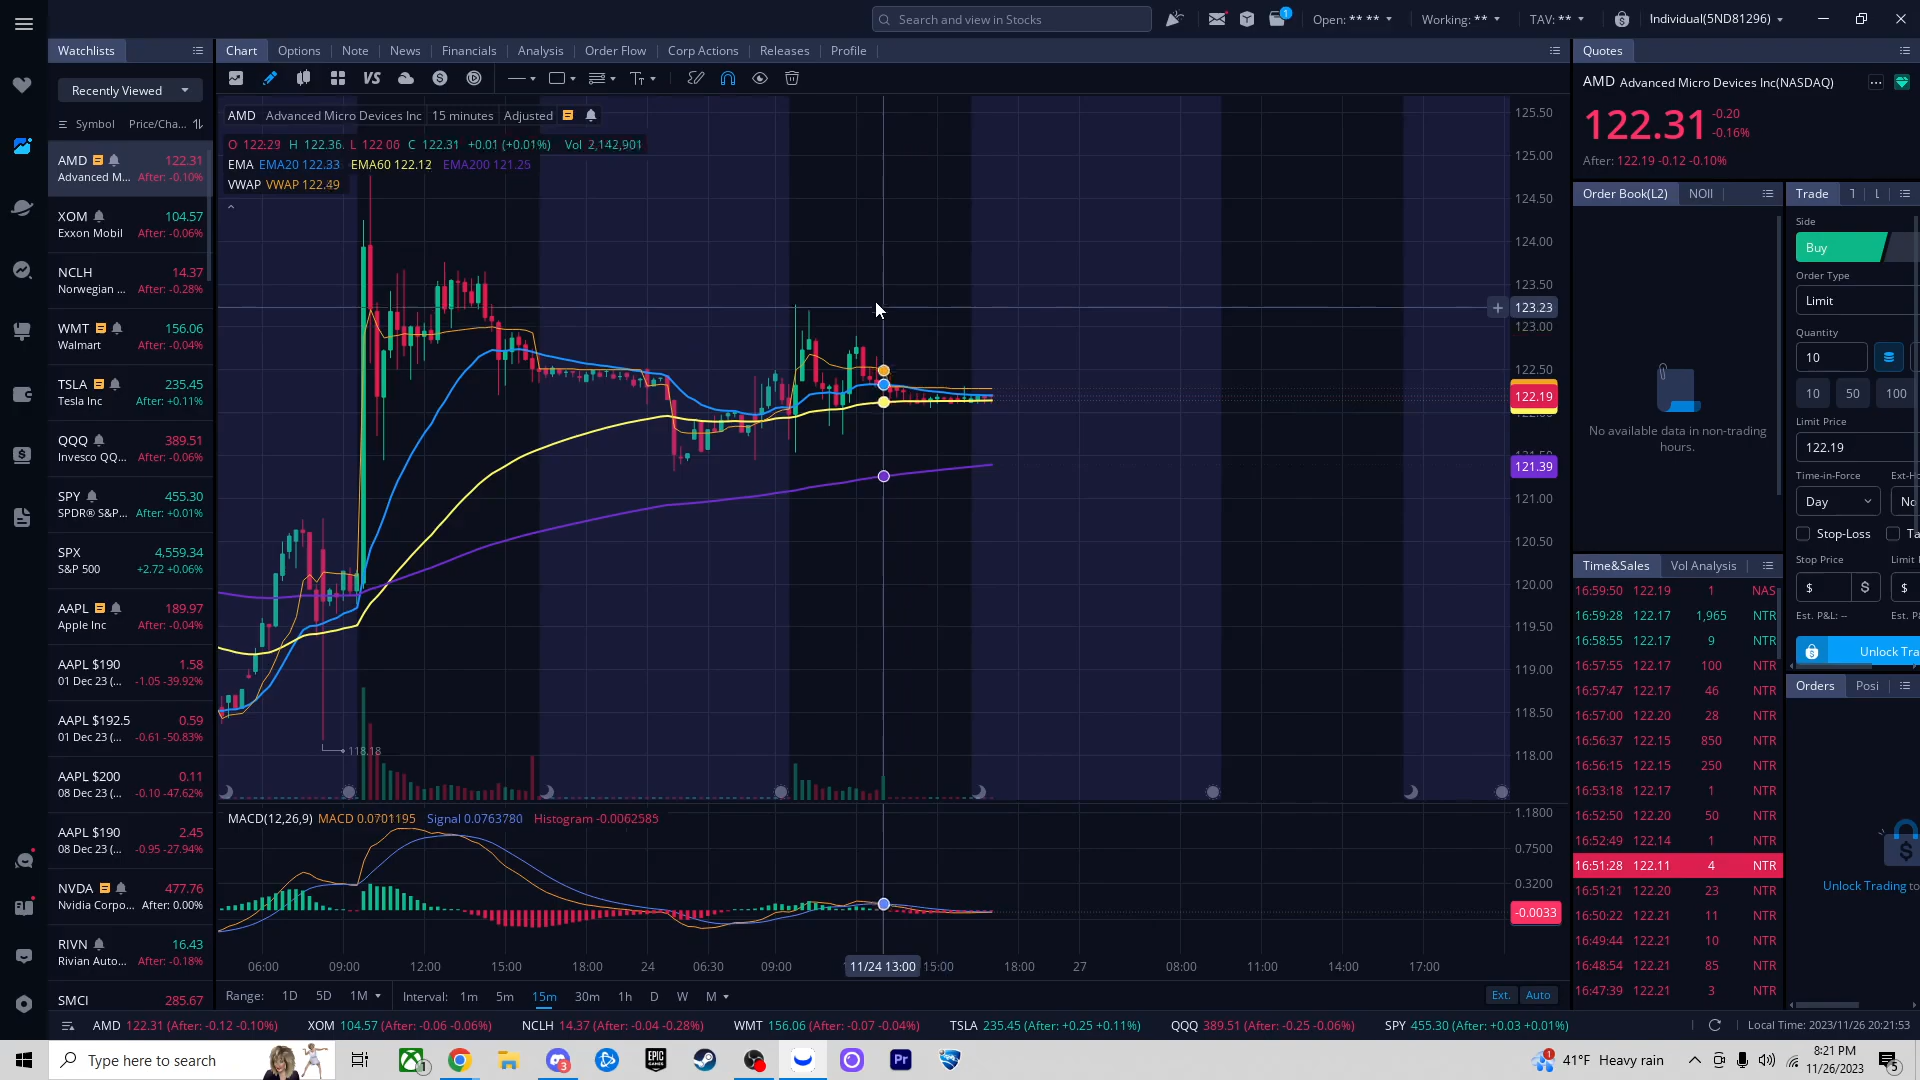 Search and view in Stocks
1
Open: ** **
Working: **
TAV: **
Individual(5ND81296)
Watchlists
Chart Options Note News Financials Analysis Order Flow Corp Actions Releases Profile
Quotes
Recently Viewed
VS
Symbol Price/Cha...
AMD 122.31
Advanced M... After: -0.10%
XOM 104.57
Exxon Mobil After: -0.06%
NCLH 14.37
Norwegian ... After: -0.28%
WMT 156.06
Walmart After: -0.04%
TSLA 235.45
Tesla Inc After: +0.11%
QQQ 389.51
Invesco QQ... After: -0.06%
SPY 455.30
SPDR® S&P... After: +0.01%
SPX 4,559.34
S&P 500 +2.72 +0.06%
AAPL 189.97
Apple Inc After: -0.04%
AAPL $190 1.58
01 Dec 23 (... -1.05 -39.92%
AAPL $192.5 0.59
01 Dec 23 (... -0.61 -50.83%
AAPL $200 0.11
08 Dec 23 (... -0.10 -47.62%
AAPL $190 2.45
08 Dec 23 (... -0.95 -27.94%
NVDA 477.76
Nvidia Corpo... After: 0.00%
RIVN 16.43
Rivian Auto... After: -0.18%
SMCI 285.67
AMD Advanced Micro Devices Inc 15 minutes Adjusted
O 122.29 H 122.36 L 122.06 C 122.31 +0.01 (+0.01%) Vol 2,142,901
EMA EMA20 122.33 EMA60 122.12 EMA200 121.25
VWAP VWAP 122.49
118.18
125.50
125.00
124.50
124.00
123.50
123.23
123.00
122.50
122.19
121.39
121.00
120.50
120.00
119.50
119.00
118.50
118.00
MACD(12,26,9) MACD 0.0701195 Signal 0.0763780 Histogram -0.0062585
1.1800
0.7500
0.3200
-0.0033
06:00 09:00 12:00 15:00 18:00 24 06:30 09:00 11/24 13:00 15:00 18:00 27 08:00 11:00 14:00 17:00
Range: 1D 5D 1M Interval: 1m 5m 15m 30m 1h D W M Ext. Auto
AMD Advanced Micro Devices Inc(NASDAQ)
122.31 -0.20
-0.16%
After: 122.19 -0.12 -0.10%
Order Book(L2) NOII
No available data in non-trading
hours.
Time&Sales Vol Analysis
16:59:50 122.19 1 NAS
16:59:28 122.17 1,965 NTR
16:58:55 122.17 9 NTR
16:57:55 122.17 100 NTR
16:57:47 122.17 46 NTR
16:57:00 122.20 28 NTR
16:56:37 122.15 850 NTR
16:56:15 122.15 250 NTR
16:53:18 122.17 1 NTR
16:52:50 122.20 50 NTR
16:52:49 122.14 1 NTR
16:51:28 122.11 4 NTR
16:51:21 122.20 23 NTR
16:50:22 122.21 11 NTR
16:49:44 122.21 10 NTR
16:48:54 122.21 85 NTR
16:47:39 122.21 3 NTR
Trade
Side
Buy
Order Type
Limit
Quantity
10
10 50 100
Limit Price
122.19
Time-in-Force Ext-H
Day No
Stop-Loss Ta
Stop Price Limit
$ $ $
Est. P&L: -- Est. P
Unlock Tra
Orders Posi
Unlock Trading to
AMD 122.31 (After: -0.12 -0.10%) XOM 104.57 (After: -0.06 -0.06%) NCLH 14.37 (After: -0.04 -0.28%) WMT 156.06 (After: -0.07 -0.04%) TSLA 235.45 (After: +0.25 +0.11%) QQQ 389.51 (After: -0.25 -0.06%) SPY 455.30 (After: +0.03 +0.01%)
Local Time: 2023/11/26 20:21:53
Type here to search
1
3
EPIC
GAMES
Pr
1
41°F Heavy rain
8:21 PM
11/26/2023
5